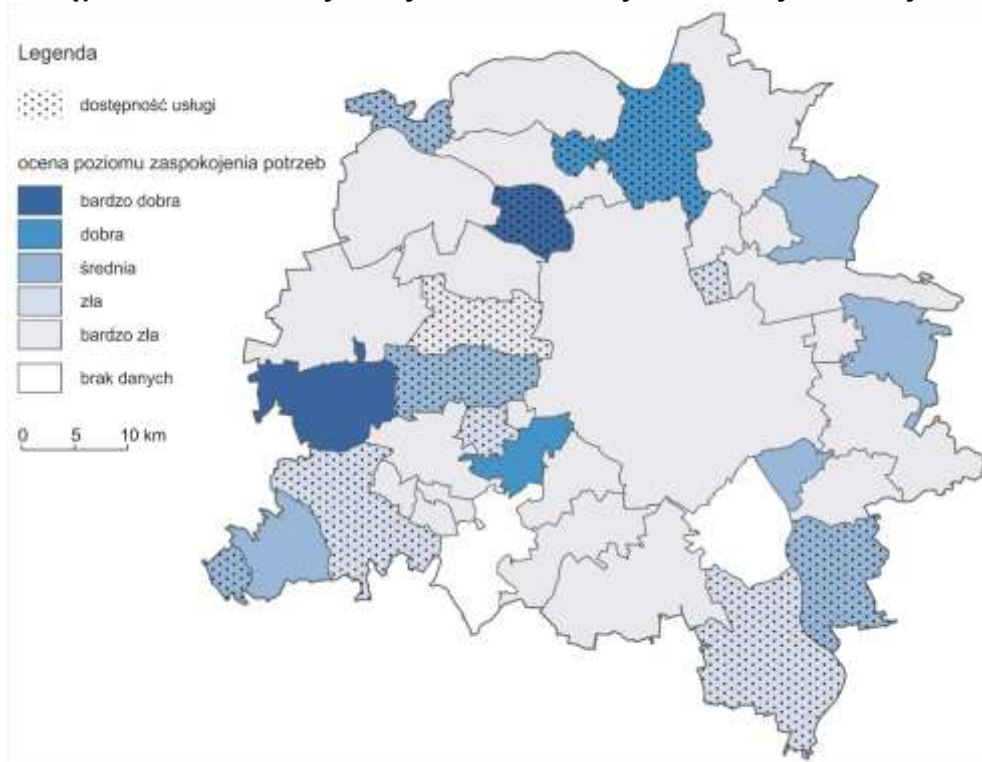 Legenda
dostępność usługi
ocena poziomu zaspokojenia potrzeb
bardzo dobra
dobra
średnia
zła
bardzo zła
brak danych
0 5 10 km